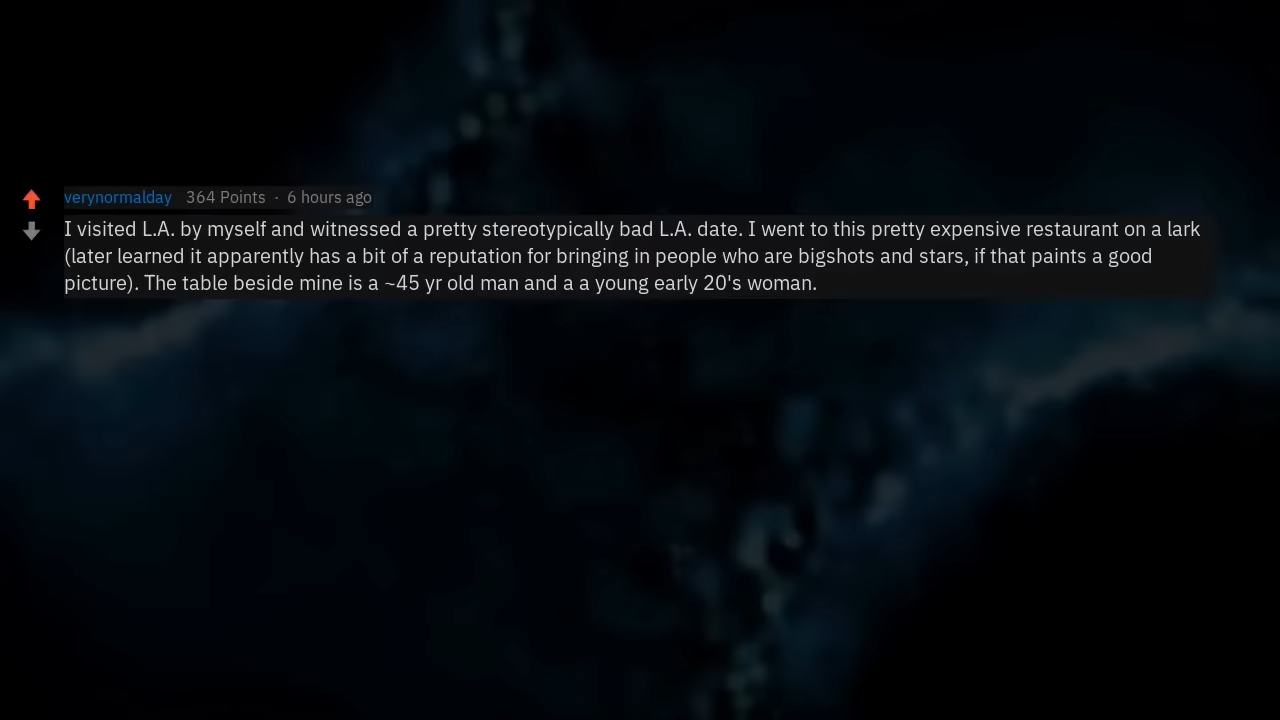 verynormalday 364 Points · 6 hours ago
I visited L.A. by myself and witnessed a pretty stereotypically bad L.A. date. I went to this pretty expensive restaurant on a lark
(later learned it apparently has a bit of a reputation for bringing in people who are bigshots and stars, if that paints a good
picture). The table beside mine is a ~45 yr old man and a a young early 20's woman.